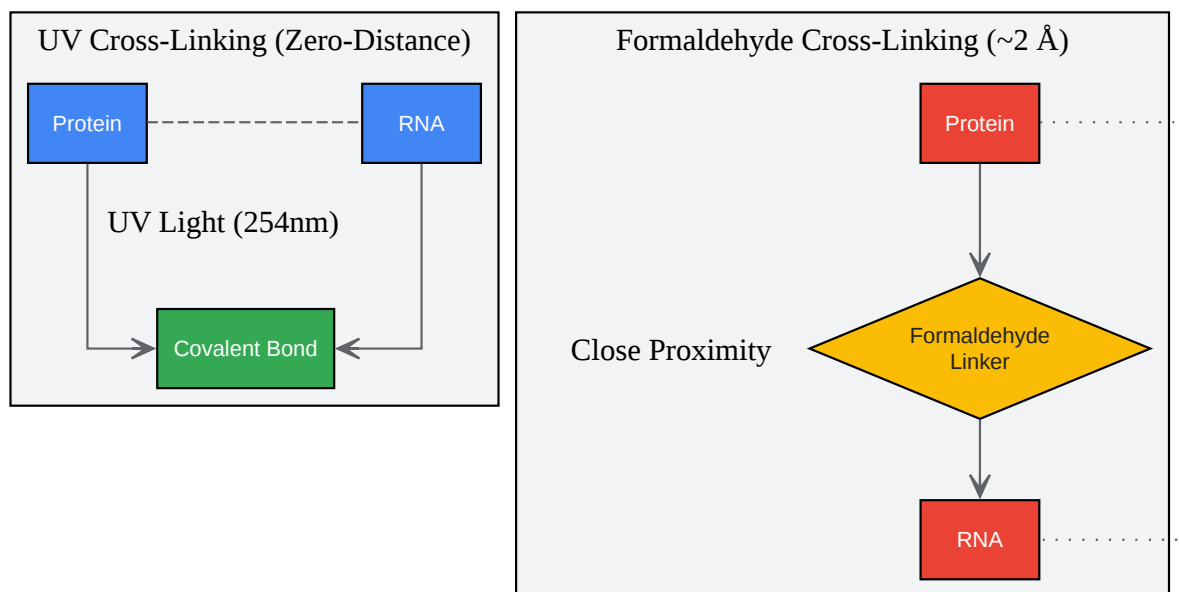 UV Cross-Linking (Zero-Distance)
Protein
RNA
UV Light (254nm)
Covalent Bond
Formaldehyde Cross-Linking (~2 Å)
Protein
Close Proximity
Formaldehyde
Linker
RNA